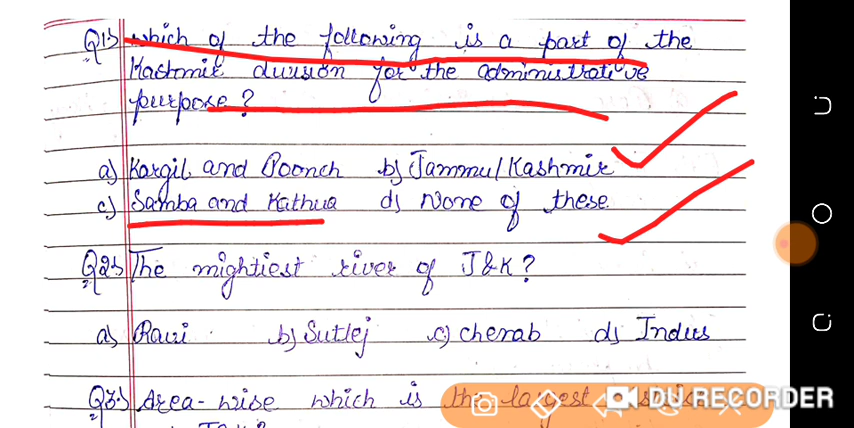 Q1) which of the following is a part of the
Kashmir division for the administrative
purpose?
a) Kargil and Poonch b) Jammu/Kashmir
c) Samba and Kathua d) None of these
Q2) The mightiest river of J&K?
a) Ravi b) Sutlej c) Chenab d) Indus
Q3) Area-wise which is the largest
DU RECORDER
J&K?